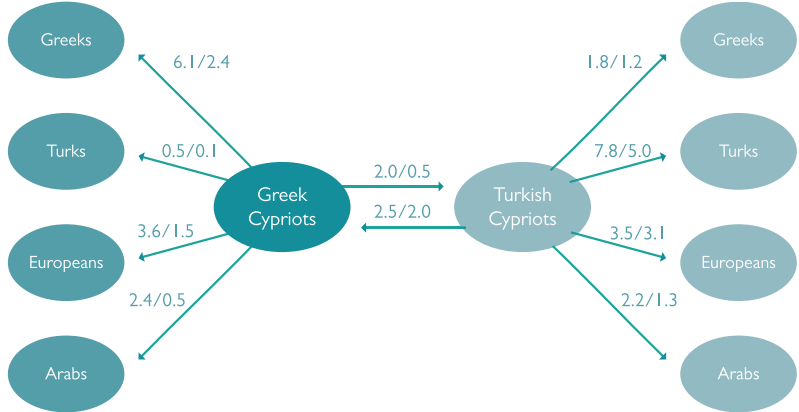 Greeks
6.1/2.4
1.8/1.2
Greeks
Turks
0.5/0.1
7.8/5.0
Turks
2.0/0.5
Greek
Cypriots
Turkish
Cypriots
2.5/2.0
3.6/1.5
3.5/3.1
Europeans
Europeans
2.4/0.5
2.2/1.3
Arabs
Arabs